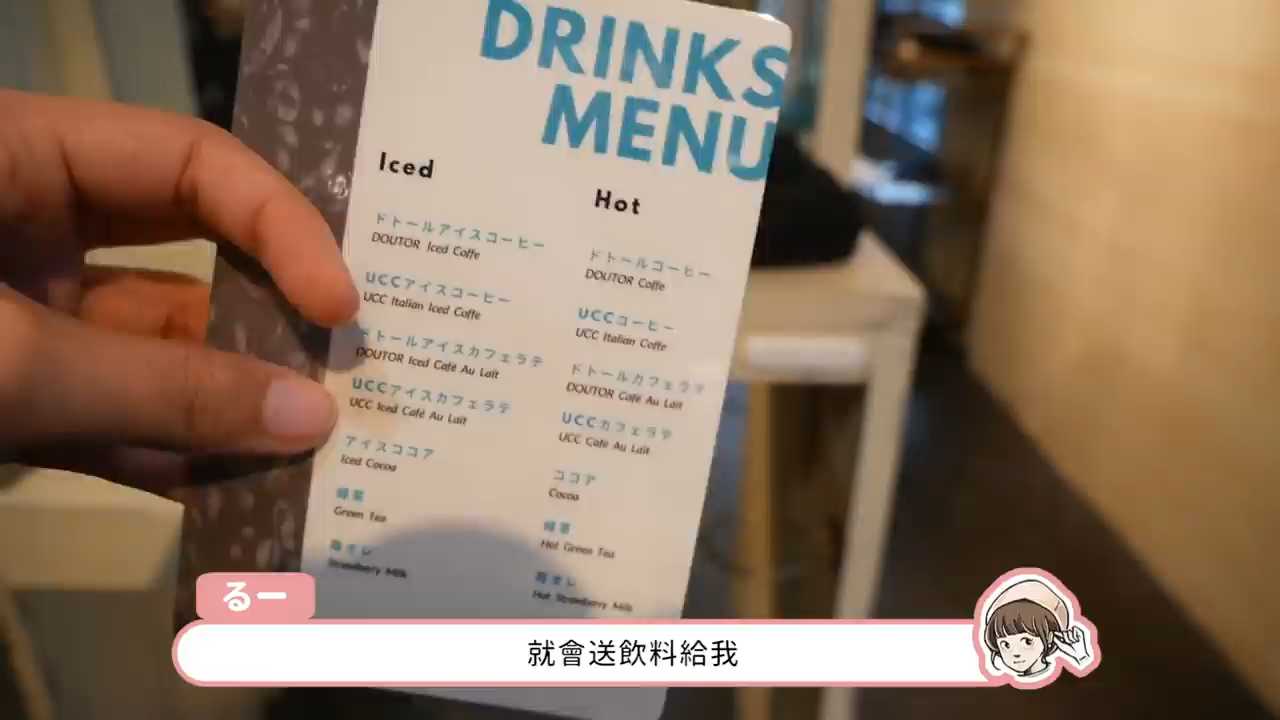 DRINKS
MENU
Iced
ドトールアイスコーヒー
DOUTOR Iced Coffe
UCCアイスコーヒー
UCC Italian Iced Coffe
ドトールアイスカフェラテ
DOUTOR Iced Café Au Lait
UCCアイスカフェラテ
UCC Iced Café Au Lait
アイスココア
Iced Cocoa
緑茶
Green Tea
苺オレ
Strawberry Milk
Hot
ドトールコーヒー
DOUTOR Coffe
UCCコーヒー
UCC Italian Coffe
ドトールカフェラテ
DOUTOR Café Au Lait
UCCカフェラテ
UCC Café Au Lait
ココア
Cocoa
緑茶
Hot Green Tea
苺オレ
Hot Strawberry Milk
るー
就會送飲料給我